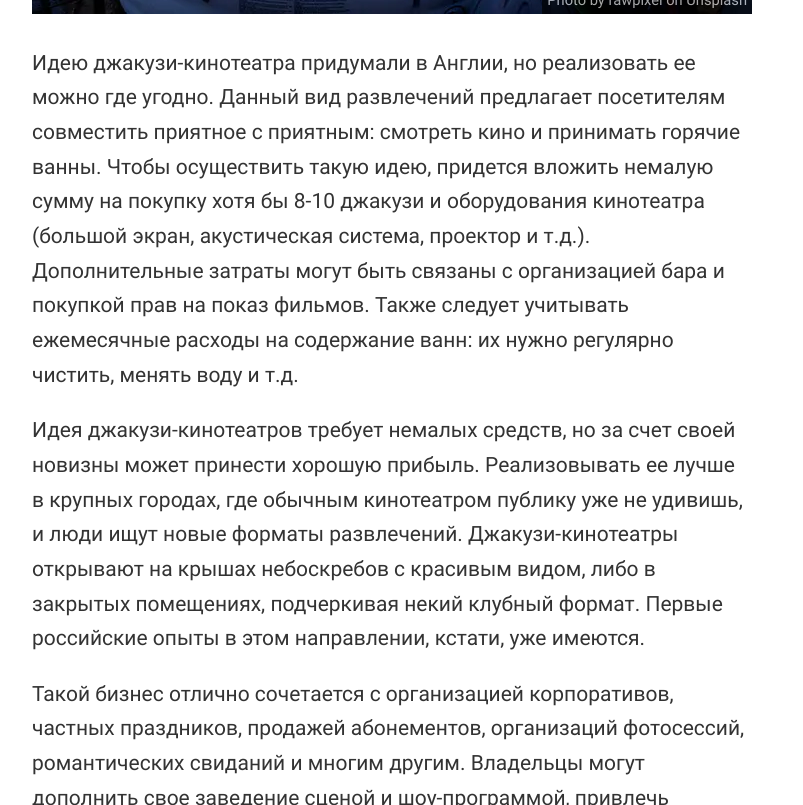 Photo by rawpixel on Unsplash
Идею джакузи-кинотеатра придумали в Англии, но реализовать ее
можно где угодно. Данный вид развлечений предлагает посетителям
совместить приятное с приятным: смотреть кино и принимать горячие
ванны. Чтобы осуществить такую идею, придется вложить немалую
сумму на покупку хотя бы 8-10 джакузи и оборудования кинотеатра
(большой экран, акустическая система, проектор и т.д.).
Дополнительные затраты могут быть связаны с организацией бара и
покупкой прав на показ фильмов. Также следует учитывать
ежемесячные расходы на содержание ванн: их нужно регулярно
чистить, менять воду и т.д.
Идея джакузи-кинотеатров требует немалых средств, но за счет своей
новизны может принести хорошую прибыль. Реализовывать ее лучше
в крупных городах, где обычным кинотеатром публику уже не удивишь,
и люди ищут новые форматы развлечений. Джакузи-кинотеатры
открывают на крышах небоскребов с красивым видом, либо в
закрытых помещениях, подчеркивая некий клубный формат. Первые
российские опыты в этом направлении, кстати, уже имеются.
Такой бизнес отлично сочетается с организацией корпоративов,
частных праздников, продажей абонементов, организаций фотосессий,
романтических свиданий и многим другим. Владельцы могут
дополнить свое заведение сценой и шоу-программой, привлечь